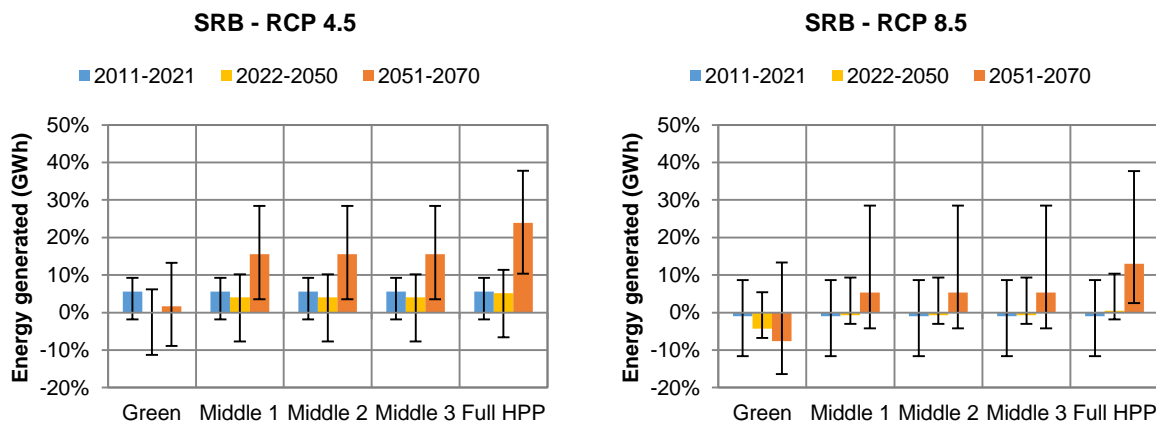 SRB - RCP 4.5
2011-2021 2022-2050 2051-2070
Energy generated (GWh)
50%
40%
30%
20%
10%
0%
-10%
-20%
Green Middle 1 Middle 2 Middle 3 Full HPP
SRB - RCP 8.5
2011-2021 2022-2050 2051-2070
Energy generated (GWh)
50%
40%
30%
20%
10%
0%
-10%
-20%
Green Middle 1 Middle 2 Middle 3 Full HPP